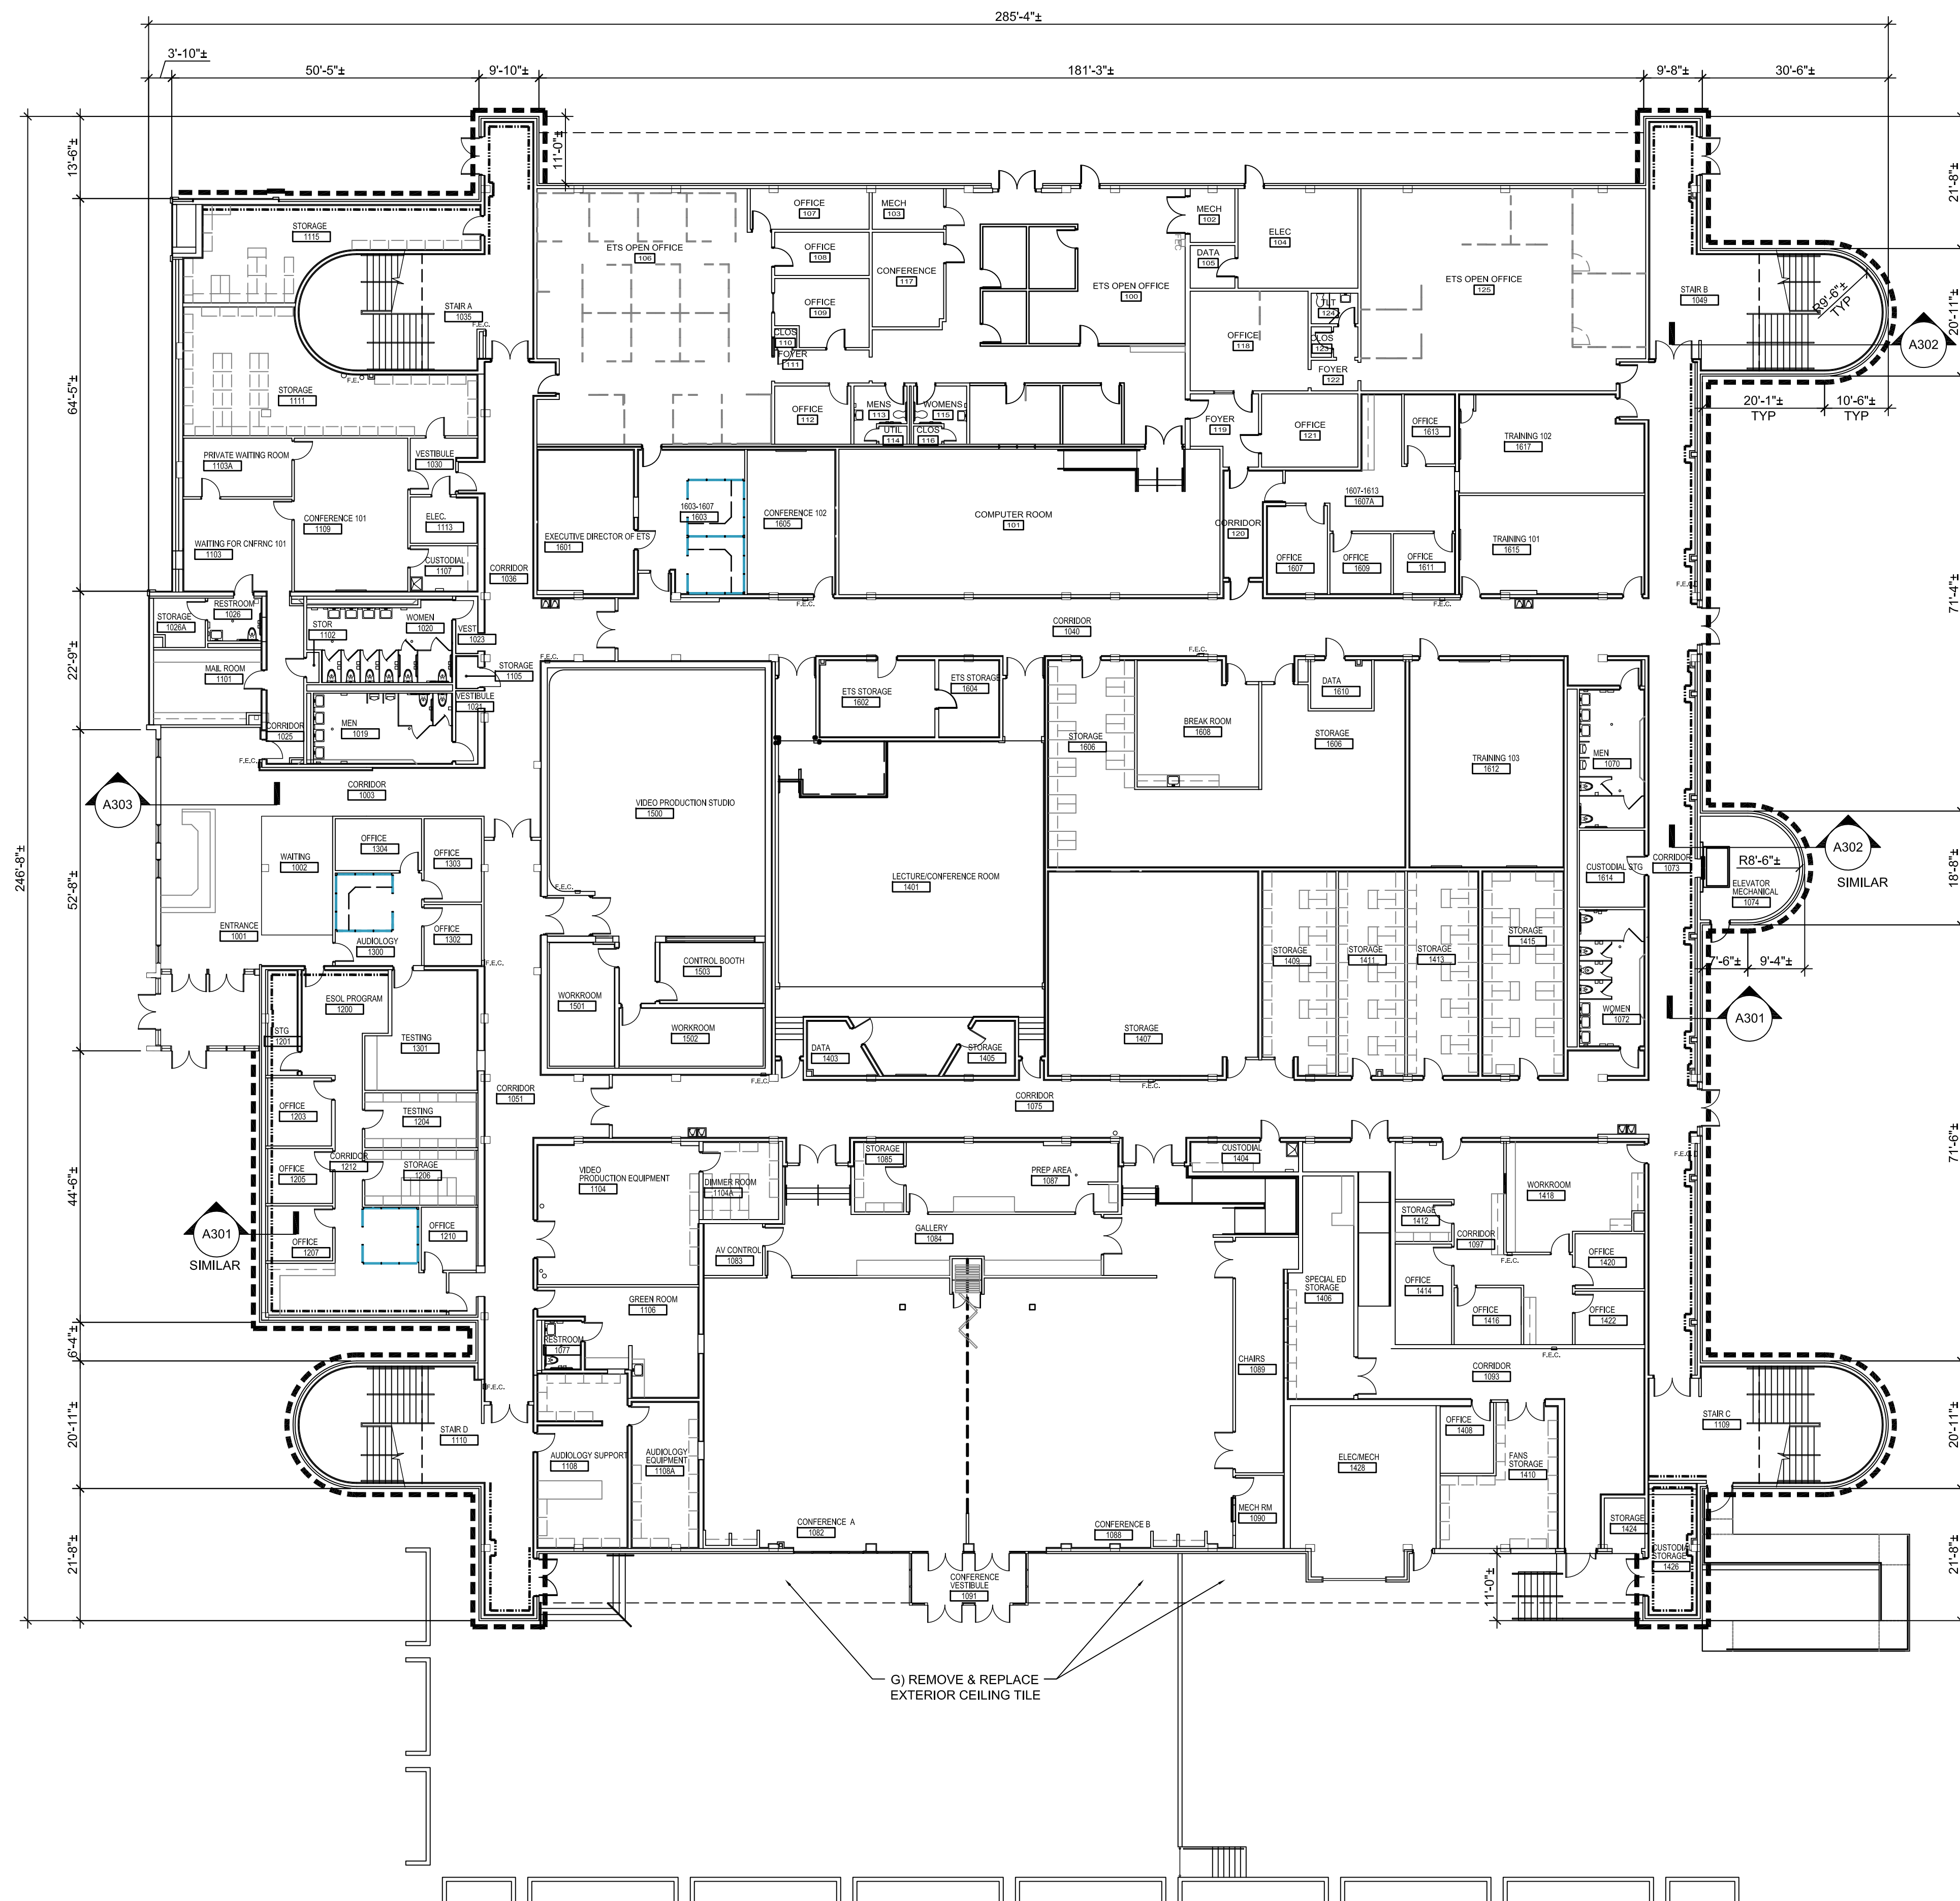 285'-4"±
3'-10"±
50'-5"±
9'-10"±
181'-3"±
9'-8"±
30'-6"±
13'-6"±
11'-0"±
21'-8"±
STORAGE
1115
STAIR A
1035
F.E.C.
ETS OPEN OFFICE
106
OFFICE
107
MECH
103
OFFICE
108
CONFERENCE
117
OFFICE
109
CLOS
110
FOYER
111
ETS OPEN OFFICE
100
MECH
102
F.E.C
DATA
105
ELEC
104
ETS OPEN OFFICE
125
TLT
124
CLOS
123
OFFICE
118
FOYER
122
STAIR B
1049
R9'-6"±
TYP
20'-11"±
A302
64'-5"±
F.E.
STORAGE
1111
OFFICE
112
MENS
113
WOMENS
115
UTIL
114
CLOS
116
FOYER
119
OFFICE
121
OFFICE
1613
TRAINING 102
1617
20'-1"±
TYP
10'-6"±
TYP
PRIVATE WAITING ROOM
1103A
VESTIBULE
1030
CONFERENCE 101
1109
ELEC.
1113
WAITING FOR CNFRNC 101
1103
CUSTODIAL
1107
CORRIDOR
1036
EXECUTIVE DIRECTOR OF ETS
1601
1603-1607
1603
CONFERENCE 102
1605
COMPUTER ROOM
101
CORRIDOR
120
1607-1613
1607A
OFFICE
1607
OFFICE
1609
OFFICE
1611
TRAINING 101
1615
F.E.C.
F.E.C.
F.E.C.
71'-4"±
22'-9"±
STORAGE
1026A
RESTROOM
1026
STOR
1102
WOMEN
1020
VEST
1023
STORAGE
1105
MAIL ROOM
1101
VESTIBULE
1021
CORRIDOR
1025
MEN
1019
F.E.C.
CORRIDOR
1040
F.E.C.
F.E.C.
ETS STORAGE
1602
ETS STORAGE
1604
STORAGE
1606
BREAK ROOM
1608
DATA
1610
STORAGE
1606
TRAINING 103
1612
MEN
1070
A303
CORRIDOR
1003
VIDEO PRODUCTION STUDIO
1500
246'-8"±
52'-8"±
WAITING
1002
OFFICE
1304
OFFICE
1303
ENTRANCE
1001
AUDIOLOGY
1300
OFFICE
1302
F.E.C.
F.E.C.
LECTURE/CONFERENCE ROOM
1401
CUSTODIAL STG
1614
CORRIDOR
1073
R8'-6"±
ELEVATOR
MECHANICAL
1074
A302
SIMILAR
18'-8"±
7'-6"±
9'-4"±
A301
ESOL PROGRAM
1200
STG
1201
TESTING
1301
WORKROOM
1501
CONTROL BOOTH
1503
WORKROOM
1502
DATA
1403
STORAGE
1405
STORAGE
1407
STORAGE
1409
STORAGE
1411
STORAGE
1413
STORAGE
1415
WOMEN
1072
F.E.C.
F.E.C.
44'-6"±
OFFICE
1203
TESTING
1204
CORRIDOR
1051
CORRIDOR
1075
OFFICE
1205
CORRIDOR
1212
STORAGE
1206
OFFICE
1207
OFFICE
1210
A301
SIMILAR
VIDEO
PRODUCTION EQUIPMENT
1104
DIMMER ROOM
1104A
STORAGE
1085
PREP AREA
1087
GALLERY
1084
AV CONTROL
1083
CUSTODIAL
1404
SPECIAL ED
STORAGE
1406
STORAGE
1412
CORRIDOR
1097
F.E.C.
WORKROOM
1418
OFFICE
1414
OFFICE
1416
OFFICE
1420
OFFICE
1422
F.E.C.
F.E.C.
71'-6"±
6'-4"±
20'-11"±
21'-8"±
STAIR D
1110
F.E.C.
GREEN ROOM
1106
RESTROOM
1077
AUDIOLOGY SUPPORT
1108
AUDIOLOGY
EQUIPMENT
1108A
CONFERENCE A
1082
CONFERENCE B
1088
CHAIRS
1089
MECH RM
1090
CORRIDOR
1093
ELEC/MECH
1428
OFFICE
1408
FANS
STORAGE
1410
STORAGE
1424
CUSTODIAL
STORAGE
1426
STAIR C
1109
20'-11"±
21'-8"±
11'-0"±
CONFERENCE
VESTIBULE
1091
G) REMOVE & REPLACE
EXTERIOR CEILING TILE